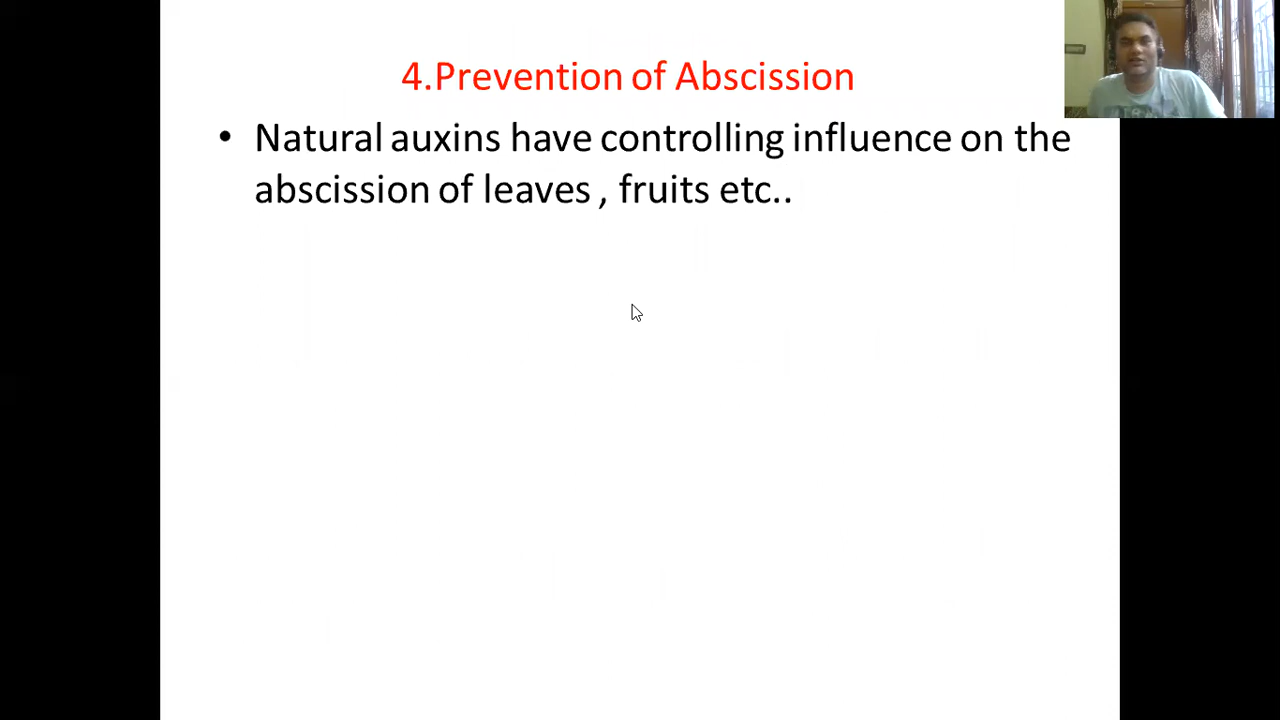 4.Prevention of Abscission
• Natural auxins have controlling influence on the
abscission of leaves , fruits etc..